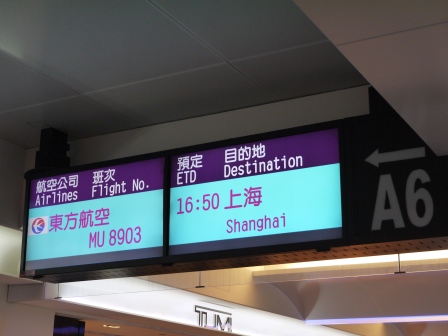 航空公司 班次
Airlines Flight No.
東方航空
MU 8903
預定 目的地
ETD Destination
16:50 上海
Shanghai
A6
TUMI